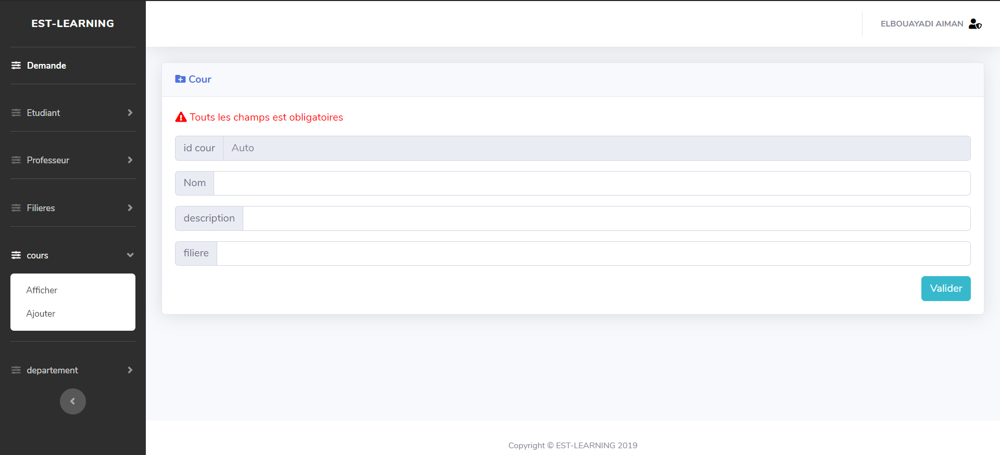 EST-LEARNING
Demande
Etudiant
Professeur
Filieres
cours
Afficher
Ajouter
departement
ELBOUAYADI AIMAN
Cour
Touts les champs est obligatoires
id cour Auto
Nom
description
filiere
Valider
Copyright © EST-LEARNING 2019